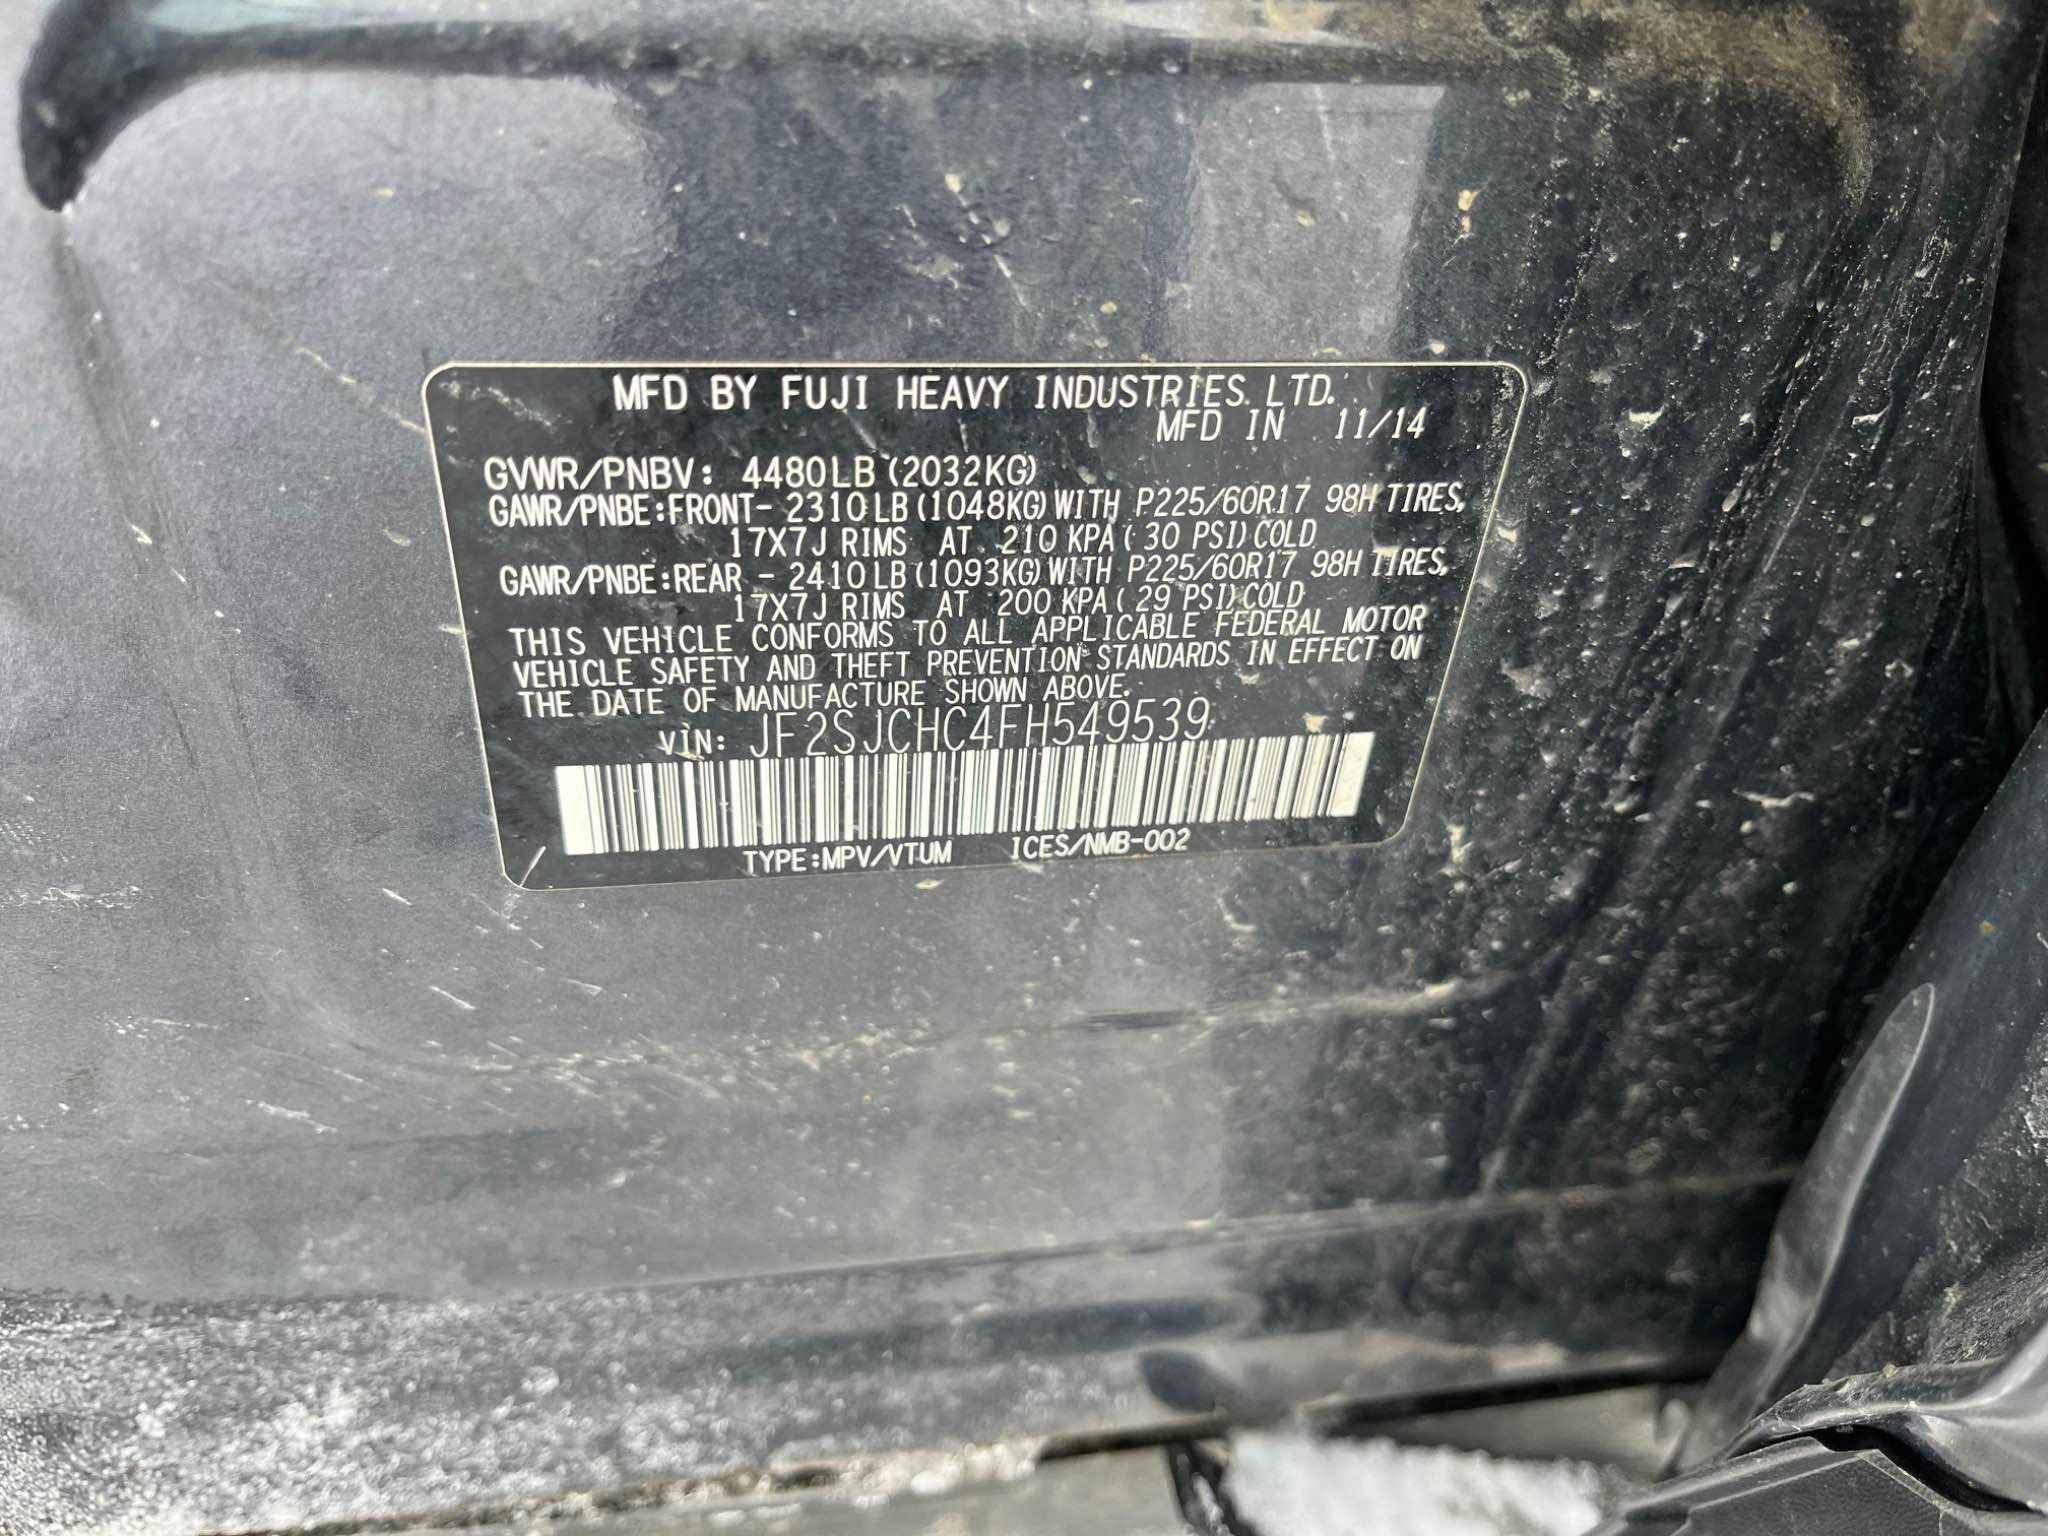 MFD BY FUJI HEAVY INDUSTRIES LTD.
MFD IN 11/14
GVWR/PNBV: 4480LB (2032KG)
GAWR/PNBE:FRONT- 2310LB (1048KG) WITH P225/60R17 98H TIRES,
17X7J RIMS AT 210 KPA ( 30 PSI) COLD
GAWR/PNBE:REAR - 2410LB (1093KG) WITH P225/60R17 98H TIRES,
17X7J RIMS AT 200 KPA ( 29 PSI) COLD
THIS VEHICLE CONFORMS TO ALL APPLICABLE FEDERAL MOTOR
VEHICLE SAFETY AND THEFT PREVENTION STANDARDS IN EFFECT ON
THE DATE OF MANUFACTURE SHOWN ABOVE.
VIN: JF2SJCHC4FH549539
TYPE:MPV/VTUM ICES/NMB-002